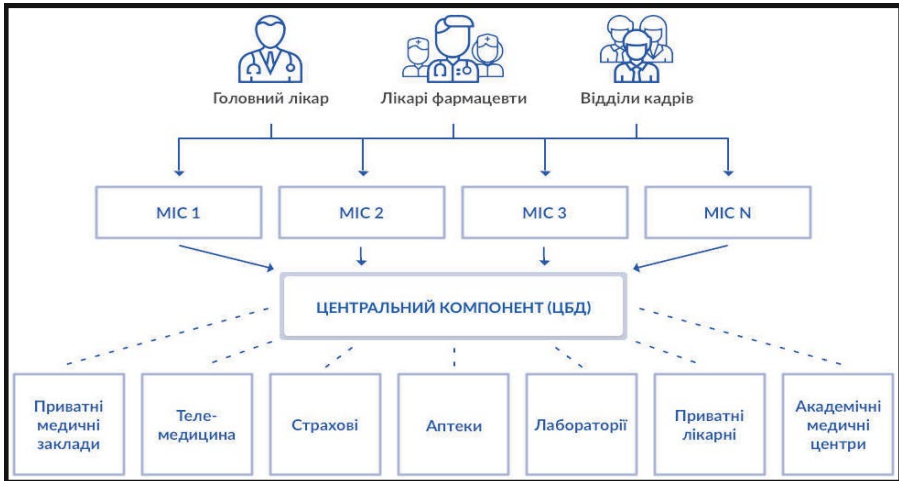 Головний лікар
Лікарі фармацевти
Відділи кадрів
МІС 1
МІС 2
МІС 3
МІС N
ЦЕНТРАЛЬНИЙ КОМПОНЕНТ (ЦБД)
Приватні
медичні
заклади
Теле-
медицина
Страхові
Аптеки
Лабораторії
Приватні
лікарні
Академічні
медичні
центри